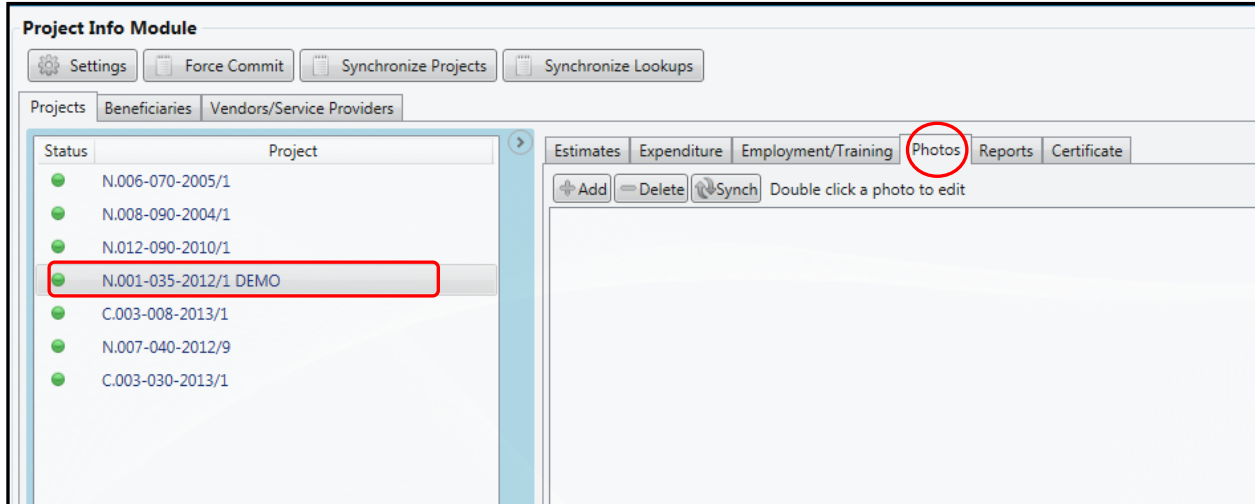 Project Info Module
Settings Force Commit Synchronize Projects Synchronize Lookups
Projects Beneficiaries Vendors/Service Providers
Status Project
N.006-070-2005/1
N.008-090-2004/1
N.012-090-2010/1
N.001-035-2012/1 DEMO
C.003-008-2013/1
N.007-040-2012/9
C.003-030-2013/1
Estimates Expenditure Employment/Training Photos Reports Certificate
Add Delete Synch Double click a photo to edit